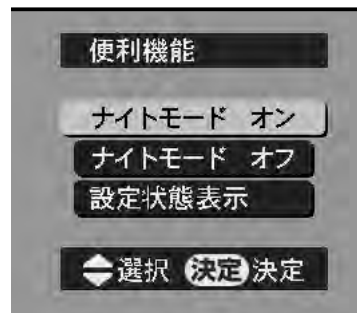 便利機能
ナイトモード オン
ナイトモード オフ
設定状態表示
選択 決定 決定